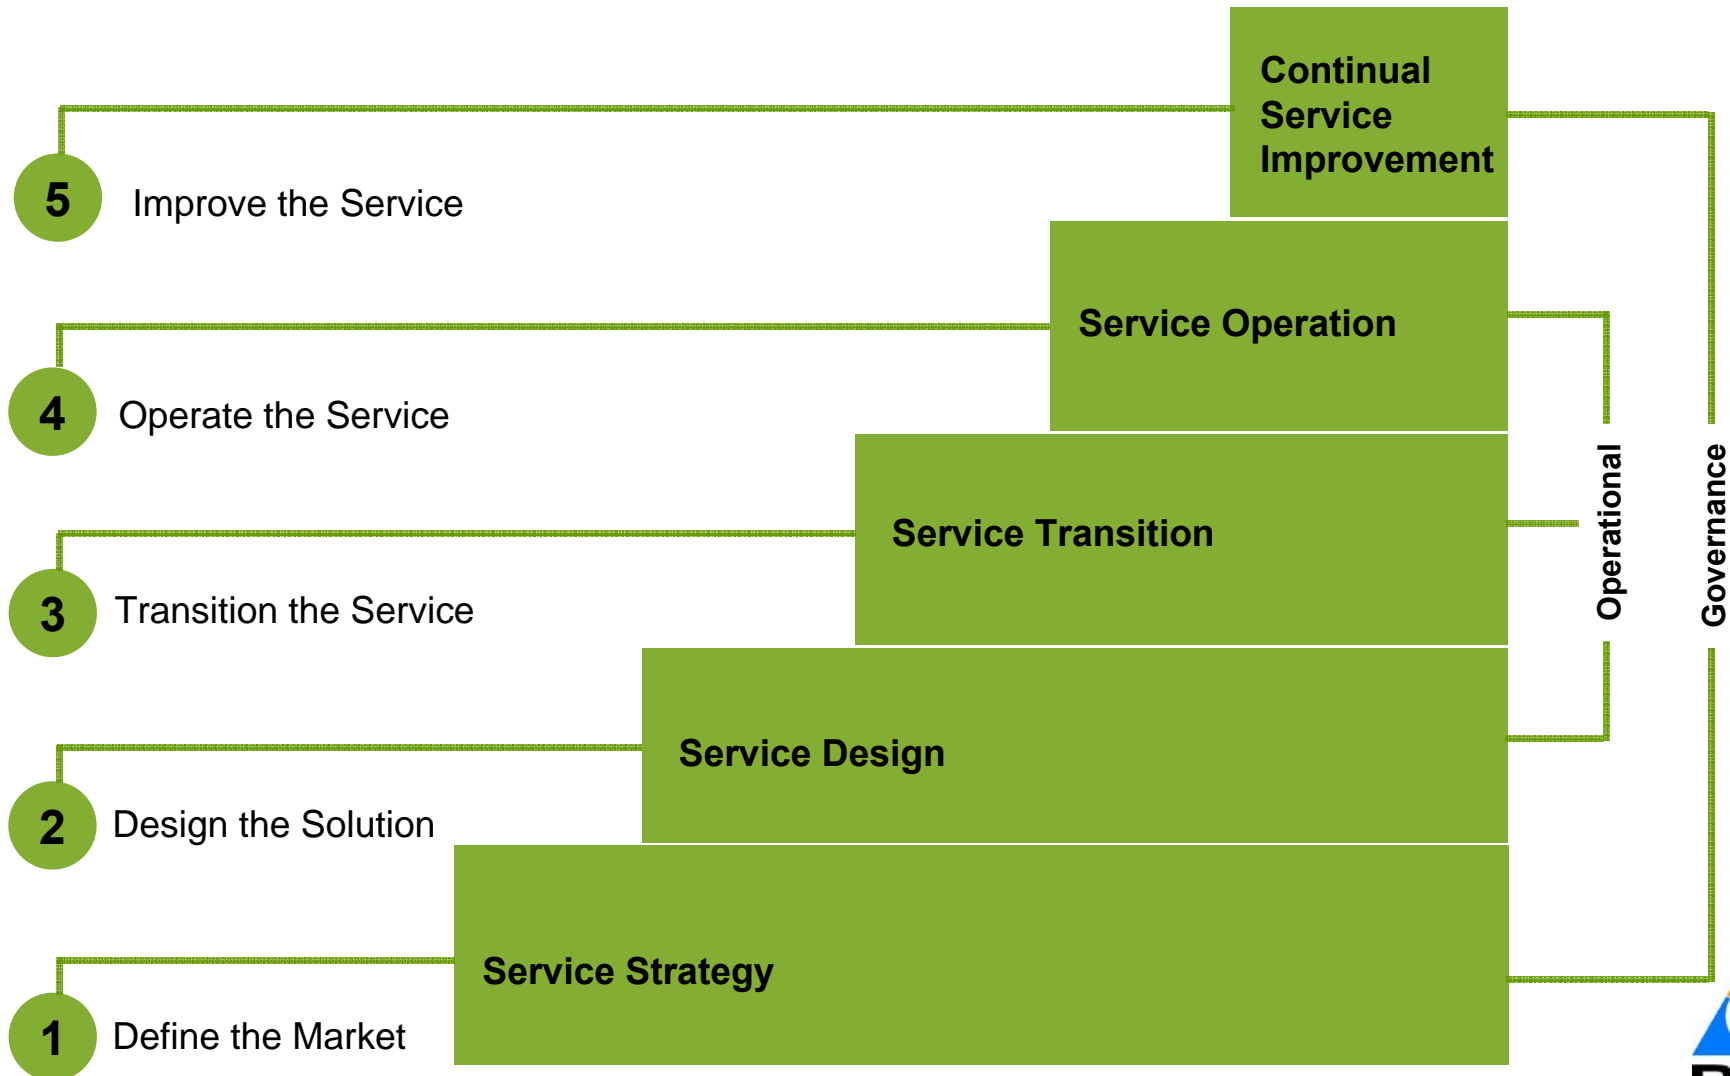 Continual
Service
Improvement
5
Improve the Service
Service Operation
4
Operate the Service
Service Transition
3
Transition the Service
Operational
Governance
Service Design
2
Design the Solution
Service Strategy
1
Define the Market